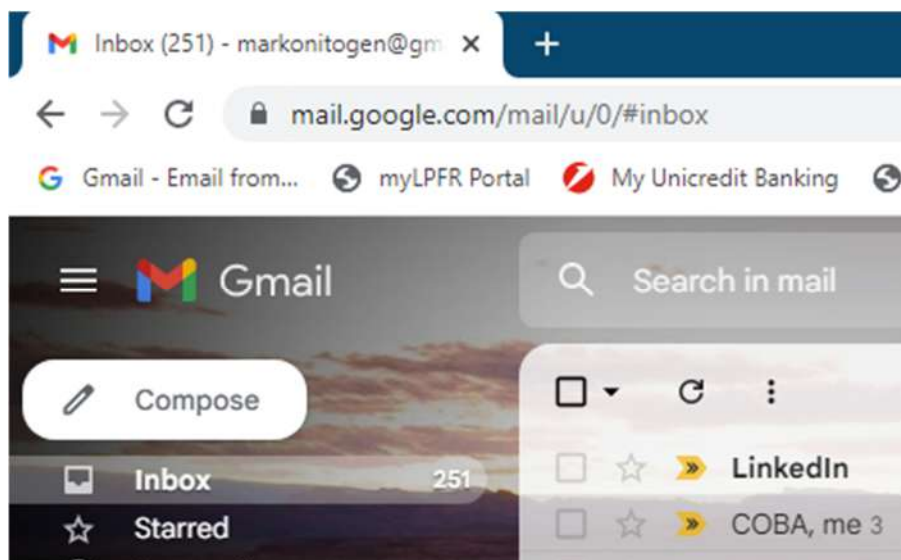 Inbox (251) - markonitogen@gm
mail.google.com/mail/u/0/#inbox
Gmail - Email from... myLPFR Portal My Unicredit Banking
Gmail Search in mail
Compose
Inbox 251 LinkedIn
Starred COBA, me 3